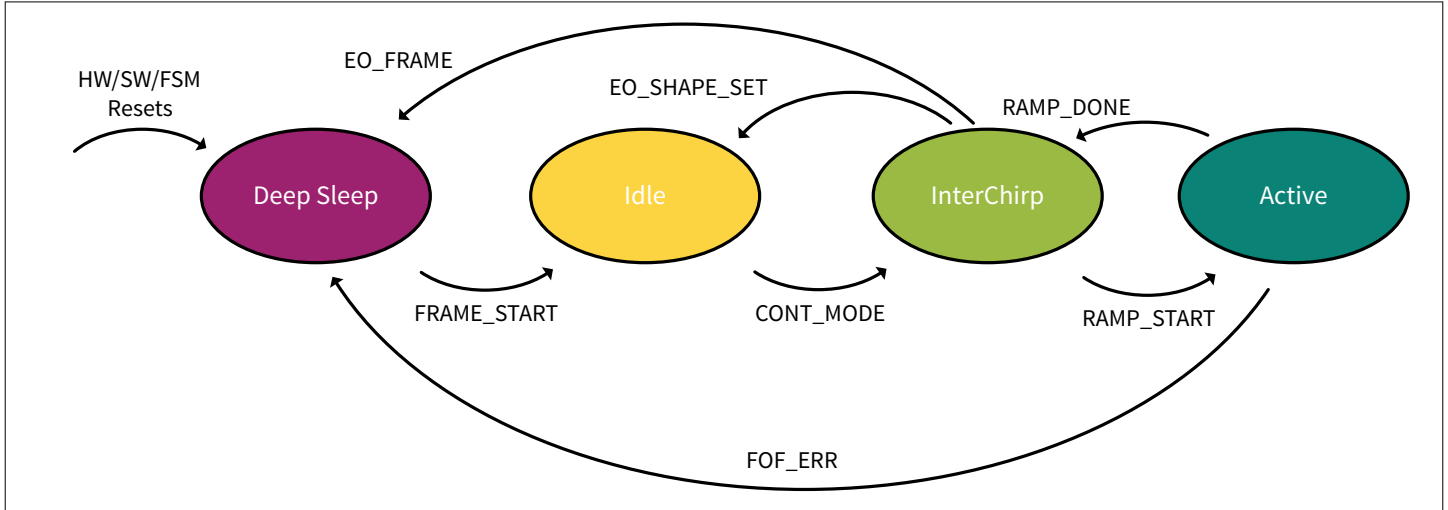 EO_FRAME
HW/SW/FSM
Resets
EO_SHAPE_SET
RAMP_DONE
Deep Sleep
Idle
InterChirp
Active
FRAME_START
CONT_MODE
RAMP_START
FOF_ERR